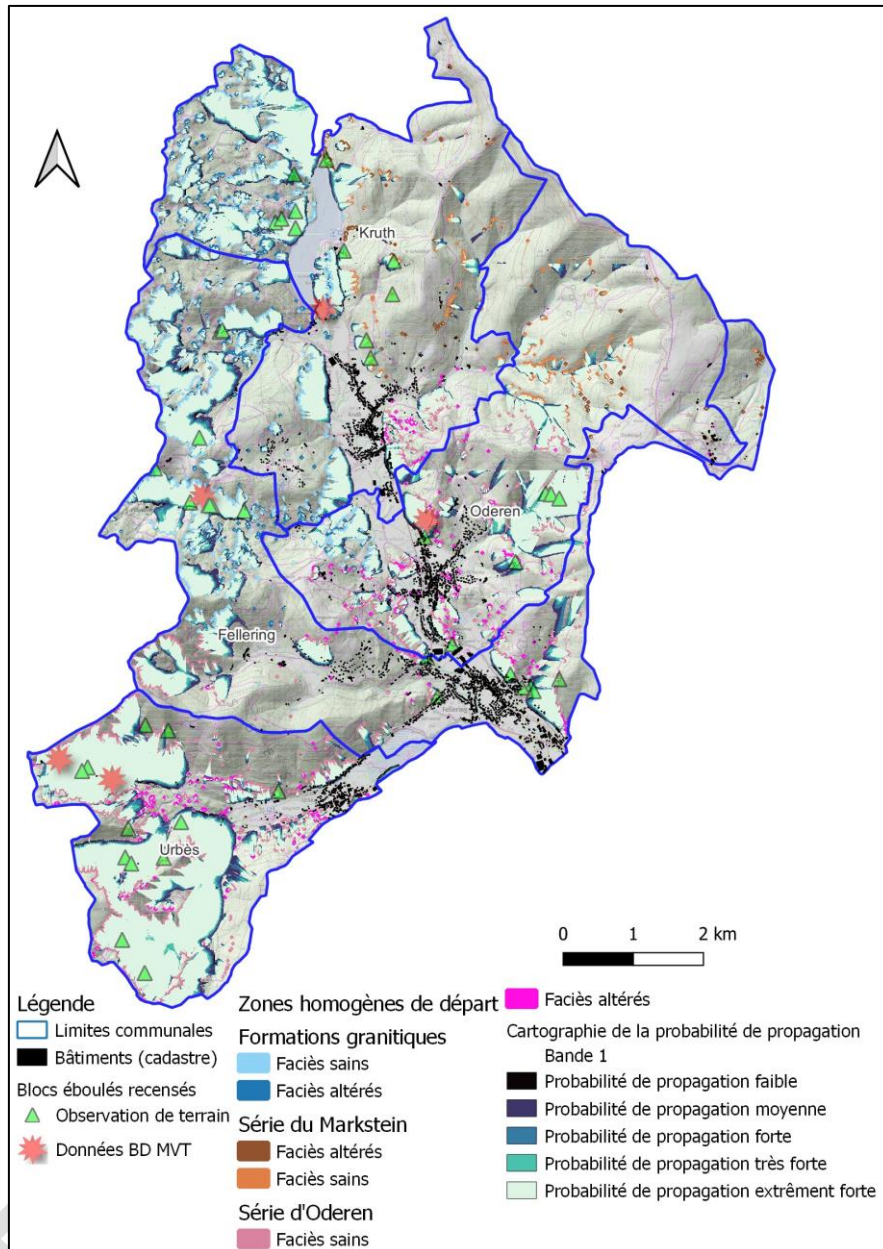 Kruth
Oderen
Fellering
Urbès
0 1 2 km
Légende
Limites communales
Bâtiments (cadastre)
Blocs éboulés recensés
Observation de terrain
Données BD MVT
Zones homogènes de départ
Formations granitiques
Faciès sains
Faciès altérés
Série du Markstein
Faciès altérés
Faciès sains
Série d'Oderen
Faciès sains
Faciès altérés
Cartographie de la probabilité de propagation
Bande 1
Probabilité de propagation faible
Probabilité de propagation moyenne
Probabilité de propagation forte
Probabilité de propagation très forte
Probabilité de propagation extrêment forte